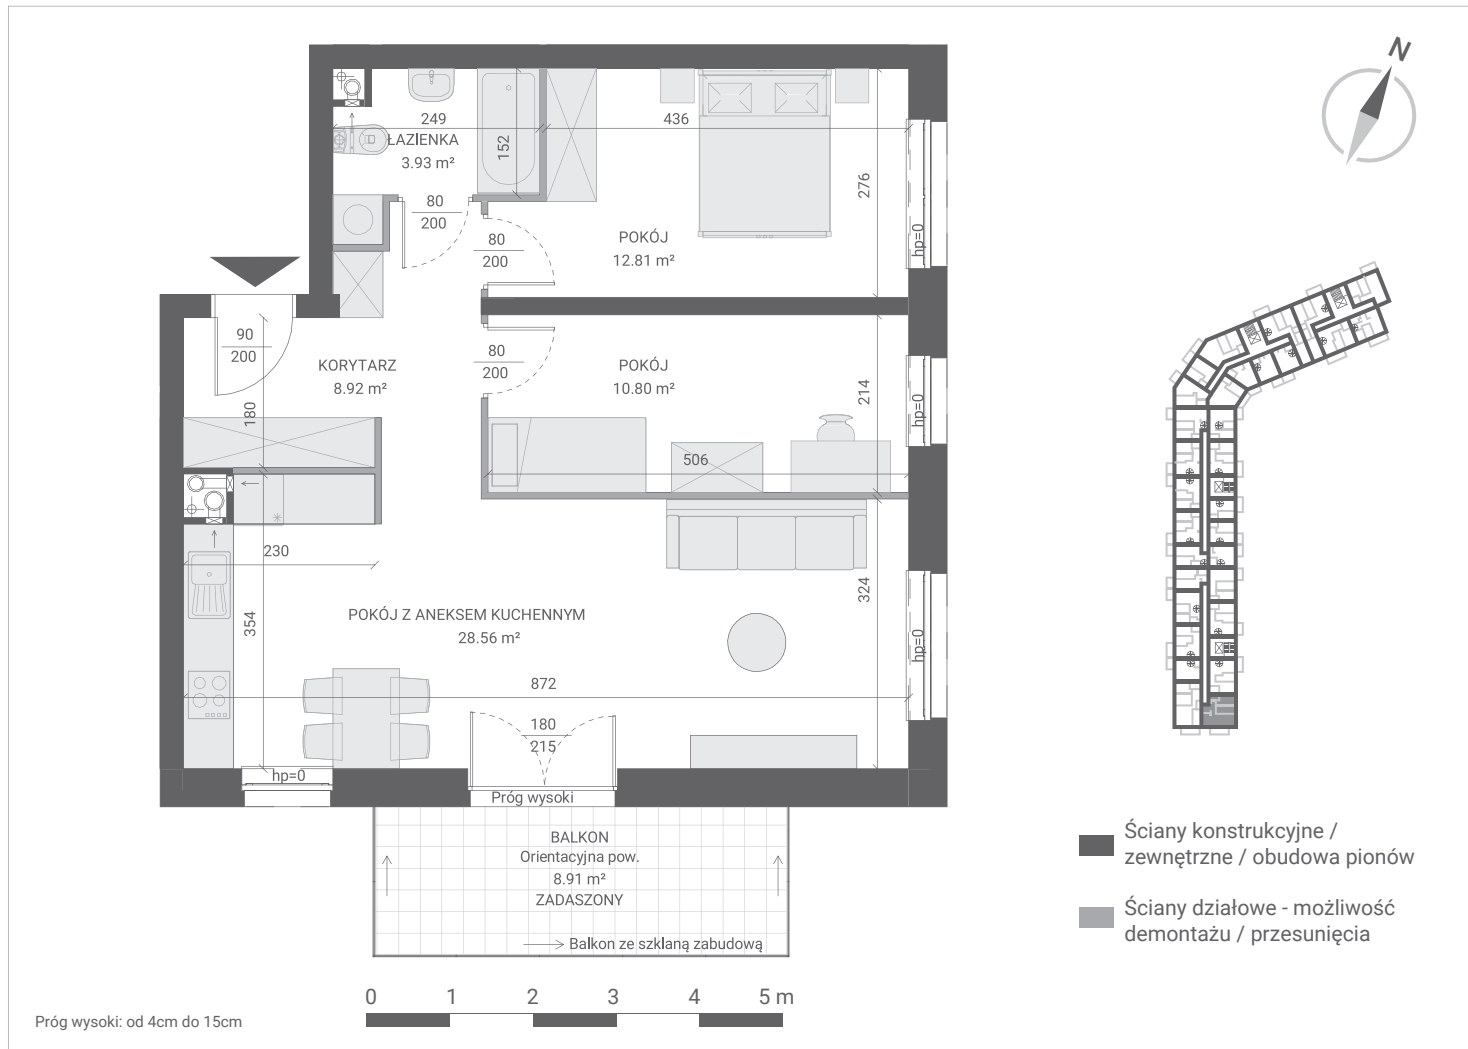 N
249
ŁAZIENKA
3.93 m²
152
436
276
80
200
80
200
POKÓJ
12.81 m²
hp=0
90
200
KORYTARZ
8.92 m²
180
80
200
POKÓJ
10.80 m²
214
hp=0
506
230
354
POKÓJ Z ANEKSEM KUCHENNYM
28.56 m²
324
hp=0
872
180
215
hp=0
Próg wysoki
BALKON
Orientacyjna pow.
8.91 m²
ZADASZONY
Balkon ze szklaną zabudową
Ściany konstrukcyjne /
zewnętrzne / obudowa pionów
Ściany działowe - możliwość
demontażu / przesunięcia
0 1 2 3 4 5 m
Próg wysoki: od 4cm do 15cm